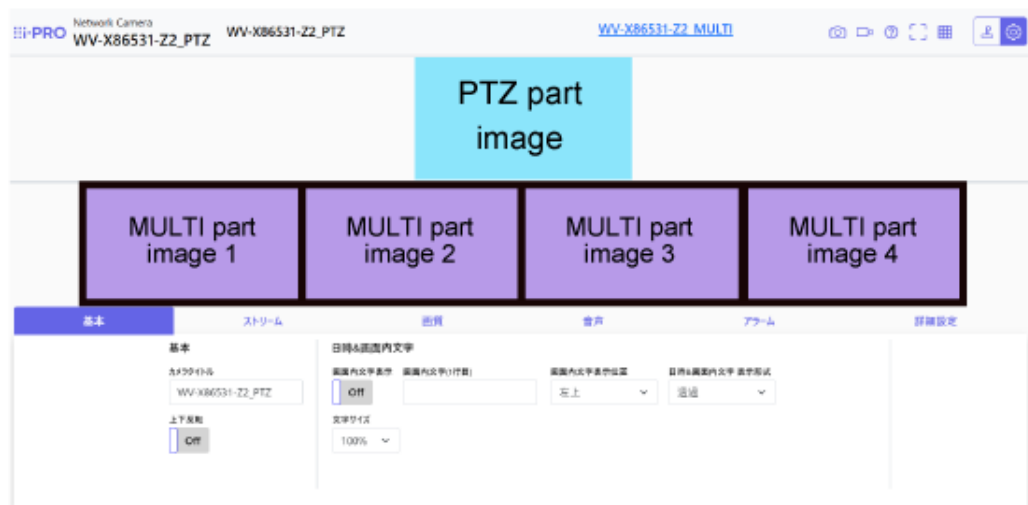 i-PRO
Network Camera
WV-X86531-Z2_PTZ
WV-X86531-Z2_PTZ
WV-X86531-Z2 MULTI
PTZ part
image
MULTI part
image 1
MULTI part
image 2
MULTI part
image 3
MULTI part
image 4
基本 ストリーム 画質 音声 アラーム 詳細設定
基本
カメラタイトル
WV-X86531-Z2_PTZ
上下反転
Off
日時&画面内文字
画面内文字表示 画面内文字(1行目) 画面内文字表示位置 日時&画面内文字 表示形式
Off 左上 透過
文字サイズ
100%